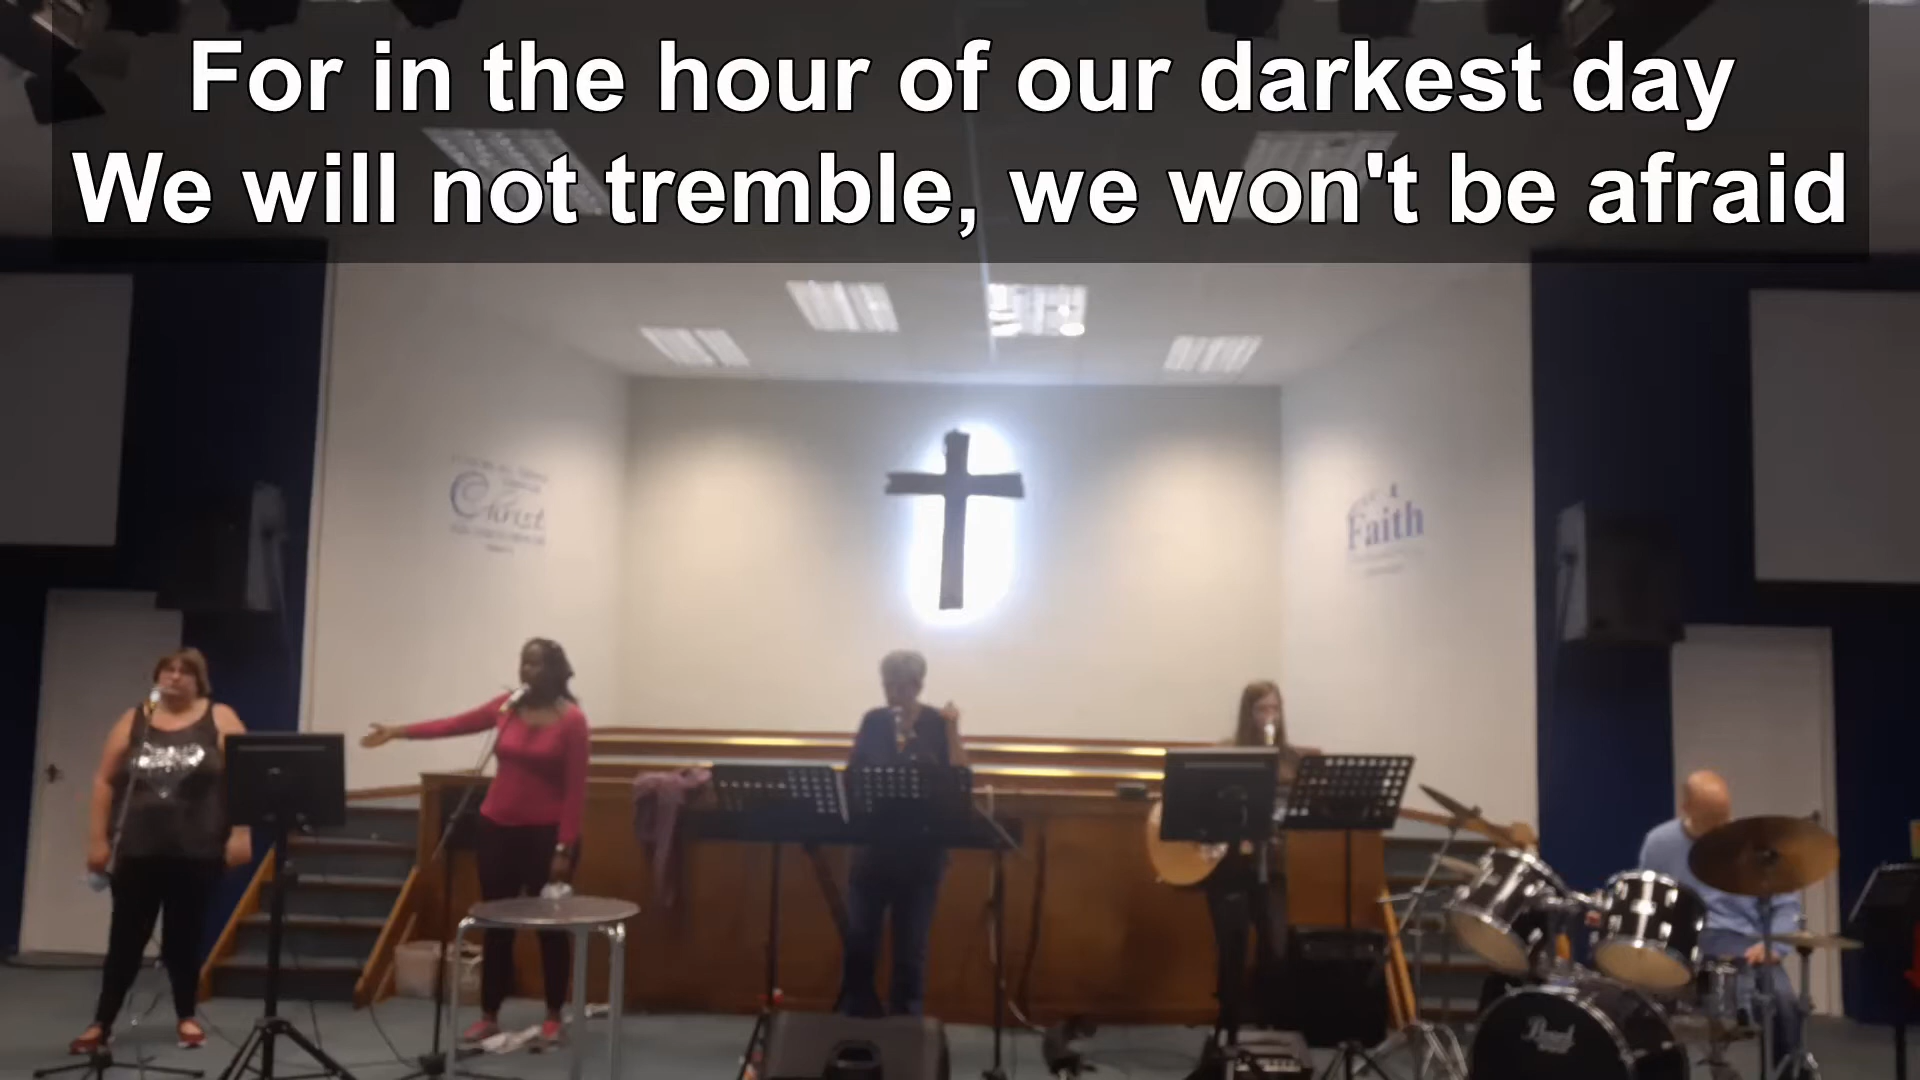 For in the hour of our darkest day
We will not tremble, we won't be afraid
Christ
Faith